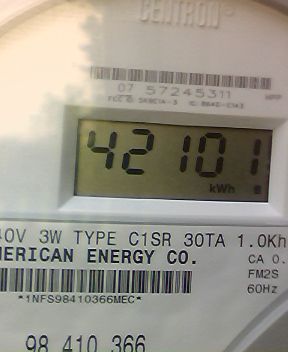 CENTRON®
07 57245311
42101
kWh
40V 3W TYPE C1SR 30TA 1.0Kh
MERICAN ENERGY CO. CA 0.
FM2S
*1NFS98410366MEC* 60Hz
98 410 366